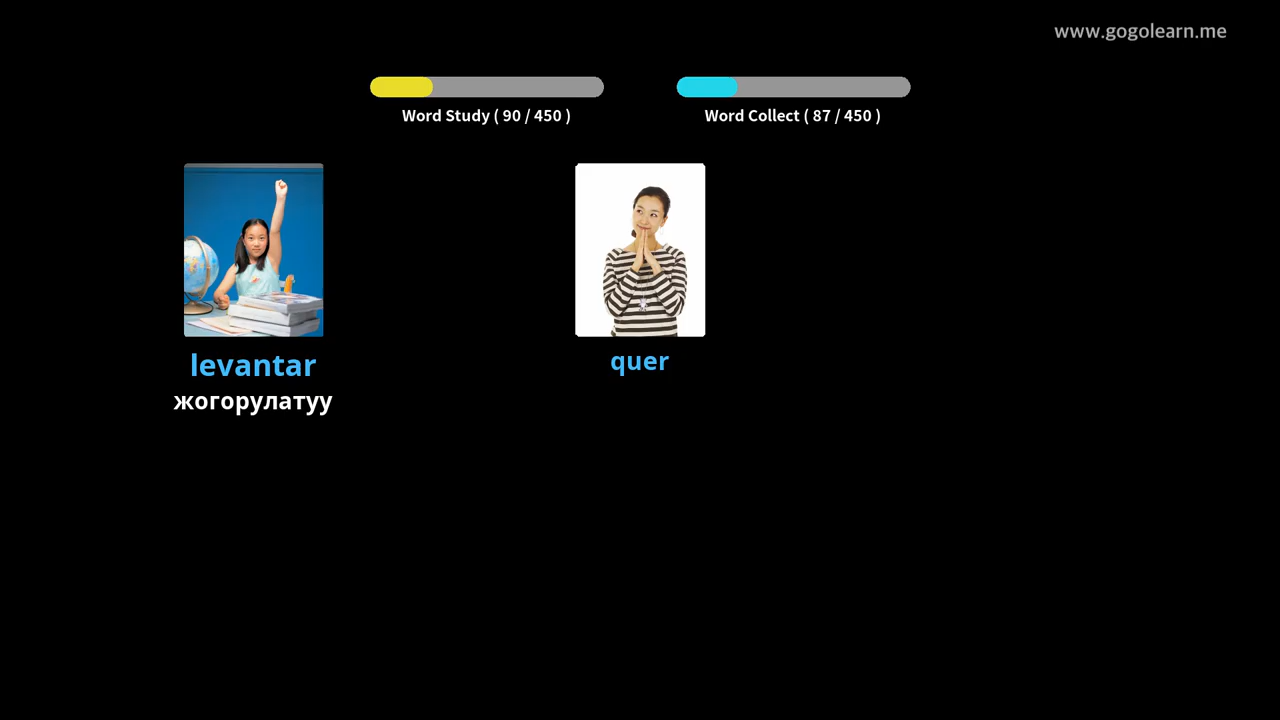 www.gogolearn.me
Word Study ( 90 / 450 )
Word Collect ( 87 / 450 )
levantar
жогорулатуу
quer